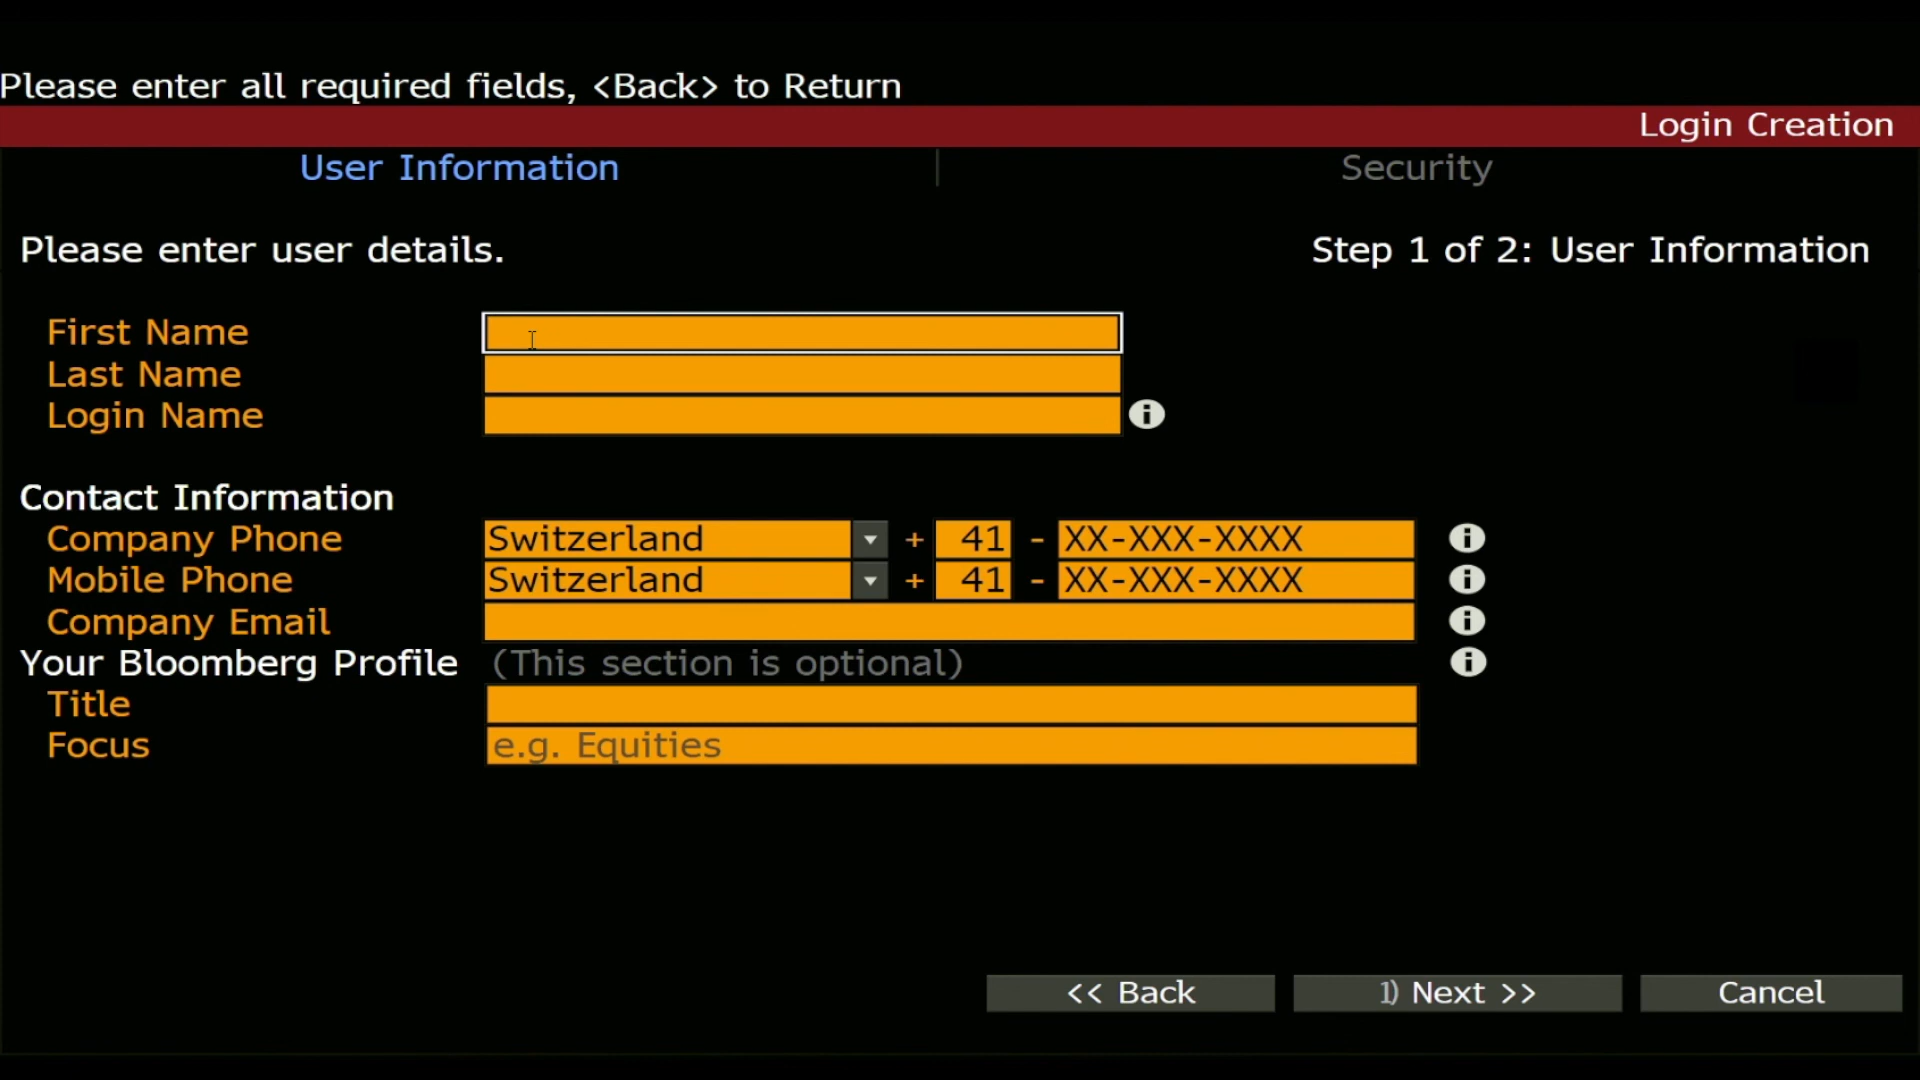 Please enter all required fields, <Back> to Return
Login Creation
User Information Security
Please enter user details. Step 1 of 2: User Information
First Name
Last Name
Login Name
Contact Information
Company Phone Switzerland + 41 - XX-XXX-XXXX
Mobile Phone Switzerland + 41 - XX-XXX-XXXX
Company Email
Your Bloomberg Profile (This section is optional)
Title
Focus e.g. Equities
<< Back 1) Next >> Cancel